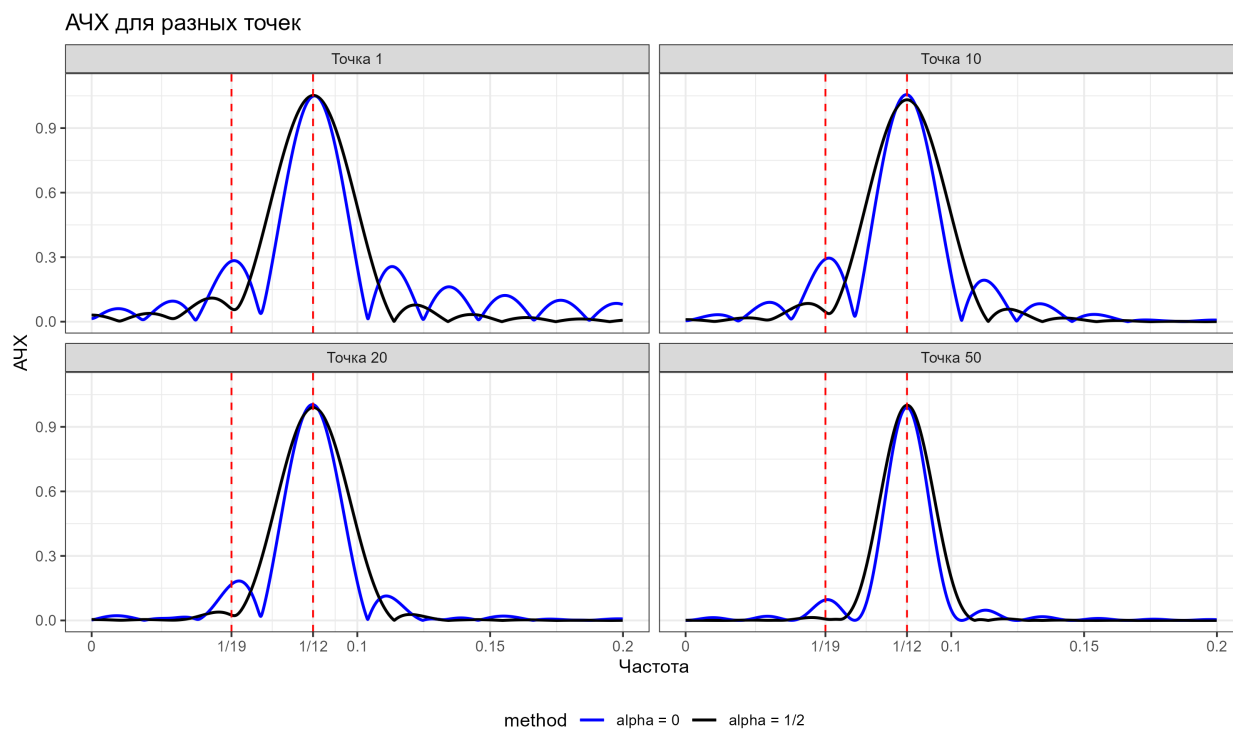 АЧХ для разных точек
Точка 1
Точка 10
0.9
0.6
0.3
0.0
Точка 20
Точка 50
0.9
0.6
0.3
0.0
АЧХ
0 1/19 1/12 0.1 0.15 0.2
0 1/19 1/12 0.1 0.15 0.2
Частота
method alpha = 0 alpha = 1/2